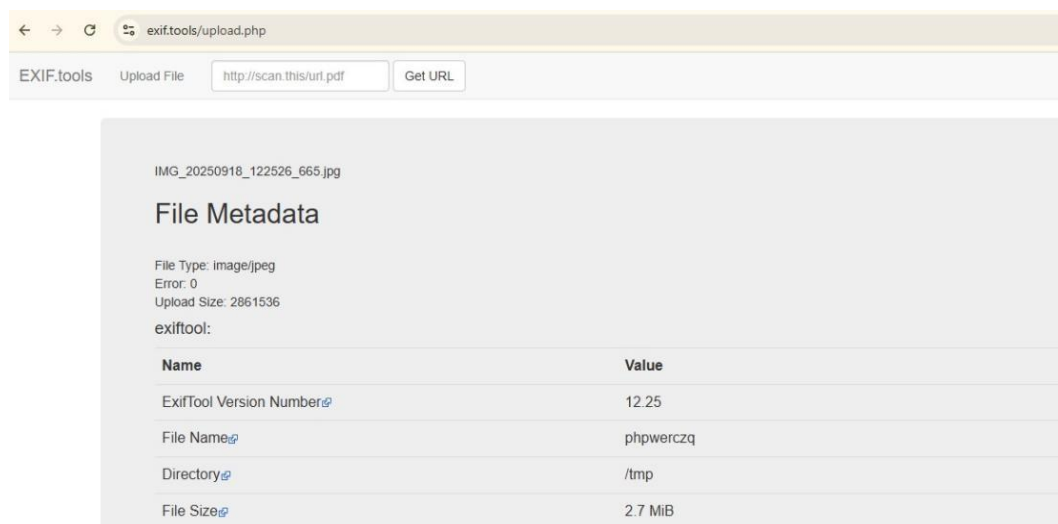 exif.tools/upload.php
EXIF.tools Upload File http://scan.this/url.pdf Get URL
IMG_20250918_122526_665.jpg
File Metadata
File Type: image/jpeg
Error: 0
Upload Size: 2861536
exiftool:
Name Value
ExifTool Version Number 12.25
File Name phpwerczq
Directory /tmp
File Size 2.7 MiB